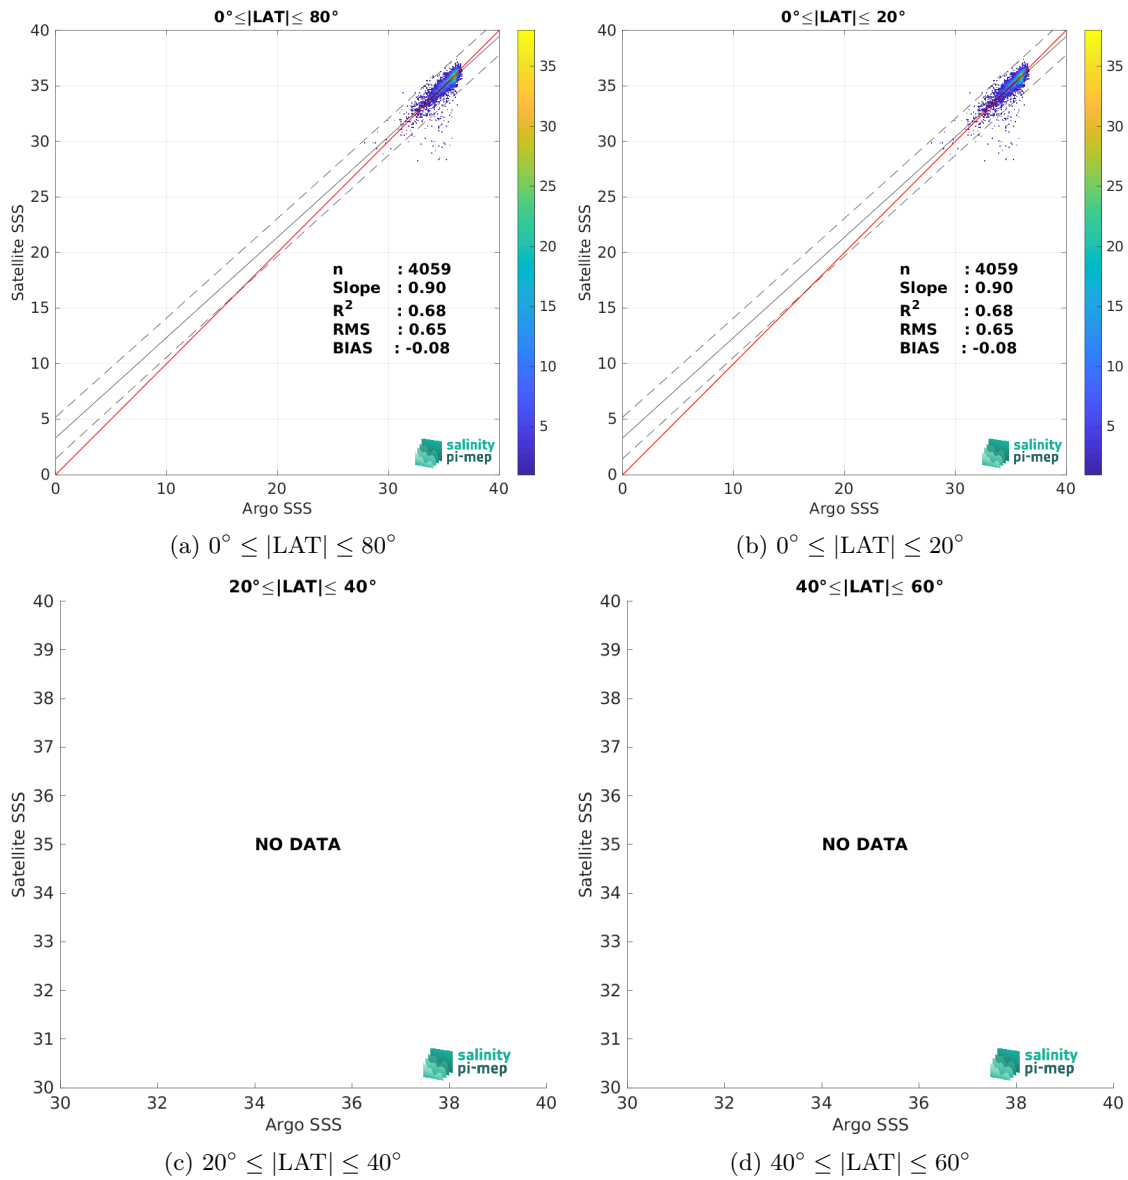 0°≤|LAT|≤ 80°
40
35
30
25
20
15
10
5
0
Satellite SSS
n : 4059
Slope : 0.90
R² : 0.68
RMS : 0.65
BIAS : -0.08
salinity
pi-mep
0 10 20 30 40
Argo SSS
35
30
25
20
15
10
5
(a) 0° ≤ |LAT| ≤ 80°
0°≤|LAT|≤ 20°
40
35
30
25
20
15
10
5
0
Satellite SSS
n : 4059
Slope : 0.90
R² : 0.68
RMS : 0.65
BIAS : -0.08
salinity
pi-mep
0 10 20 30 40
Argo SSS
35
30
25
20
15
10
5
(b) 0° ≤ |LAT| ≤ 20°
20°≤|LAT|≤ 40°
40
39
38
37
36
35
34
33
32
31
30
Satellite SSS
NO DATA
salinity
pi-mep
30 32 34 36 38 40
Argo SSS
(c) 20° ≤ |LAT| ≤ 40°
40°≤|LAT|≤ 60°
40
39
38
37
36
35
34
33
32
31
30
Satellite SSS
NO DATA
salinity
pi-mep
30 32 34 36 38 40
Argo SSS
(d) 40° ≤ |LAT| ≤ 60°